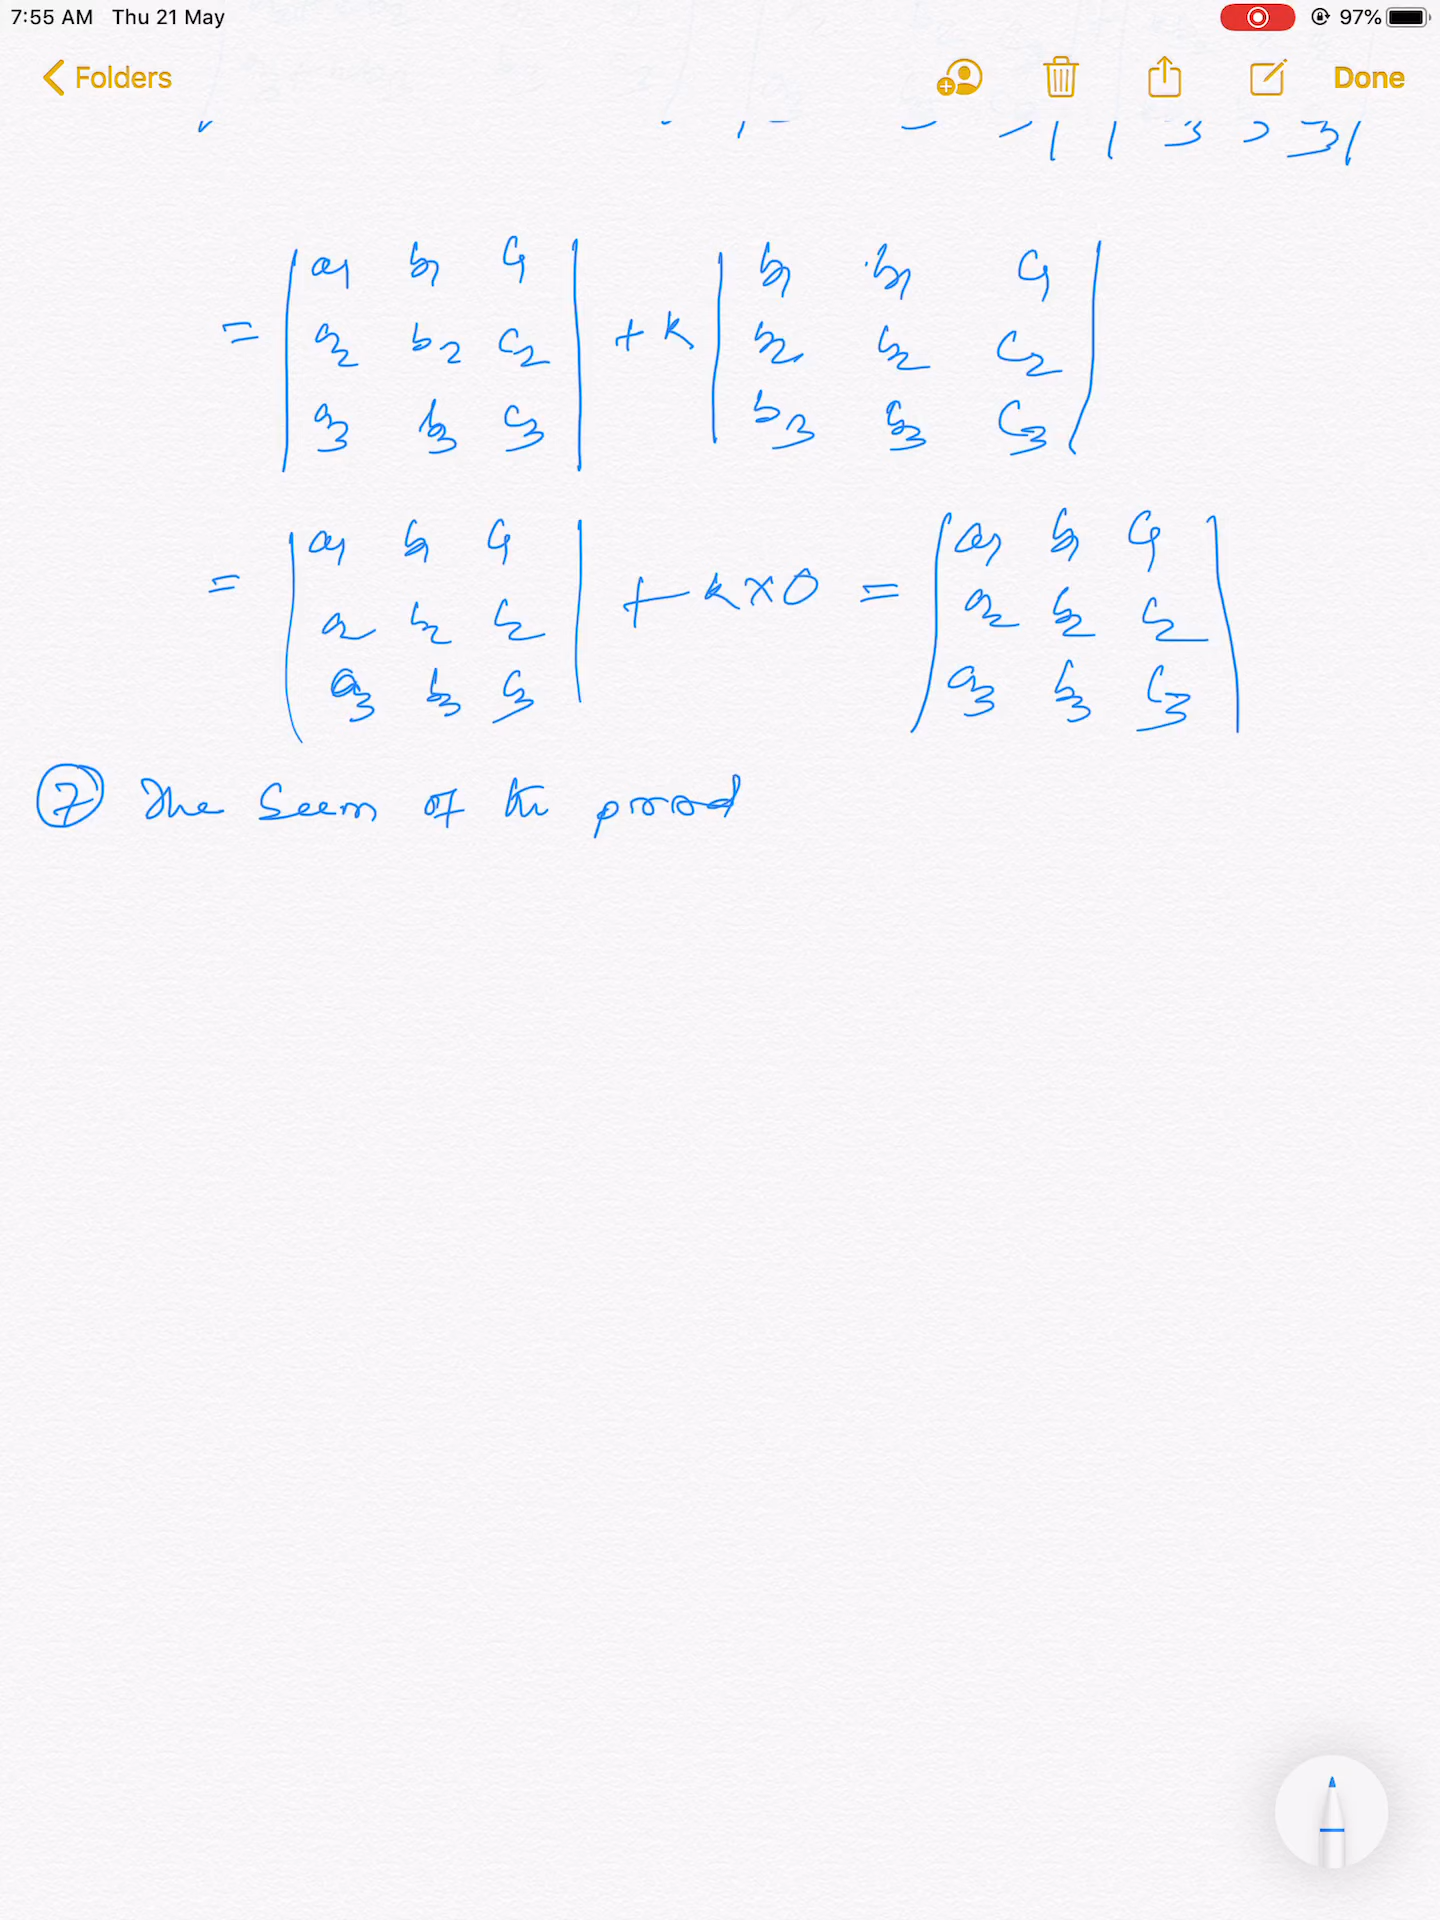 7:55 AM Thu 21 May 97%
Folders Done
= | a1 b1 c1 | + k | b1 b1 c1 |
| a2 b2 c2 | | b2 b2 c2 |
| a3 b3 c3 | | b3 b3 c3 |
= | a1 b1 c1 | + k×0 = | a1 b1 c1 |
| a2 b2 c2 | | a2 b2 c2 |
| a3 b3 c3 | | a3 b3 c3 |
7 The Sum of the